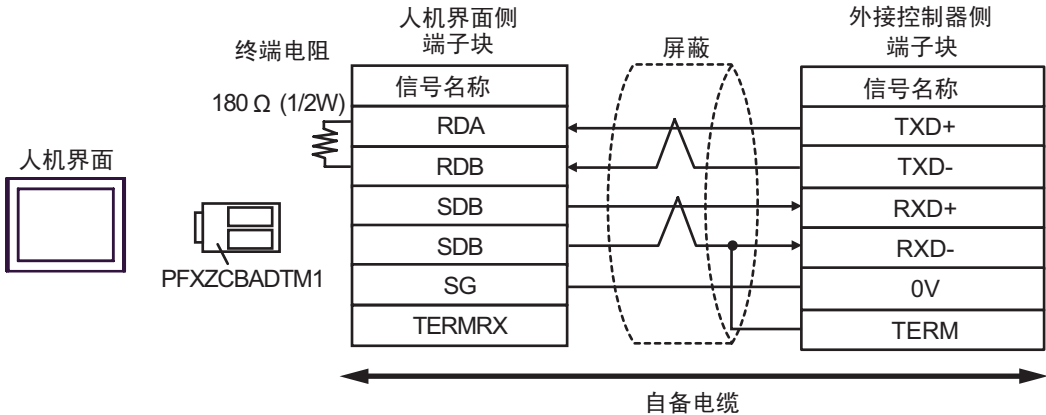 人机界面侧
端子块
外接控制器侧
端子块
终端电阻
屏蔽
180 Ω (1/2W)
人机界面
PFXZCBADTM1
信号名称
RDA
RDB
SDB
SDB
SG
TERMRX
信号名称
TXD+
TXD-
RXD+
RXD-
0V
TERM
自备电缆